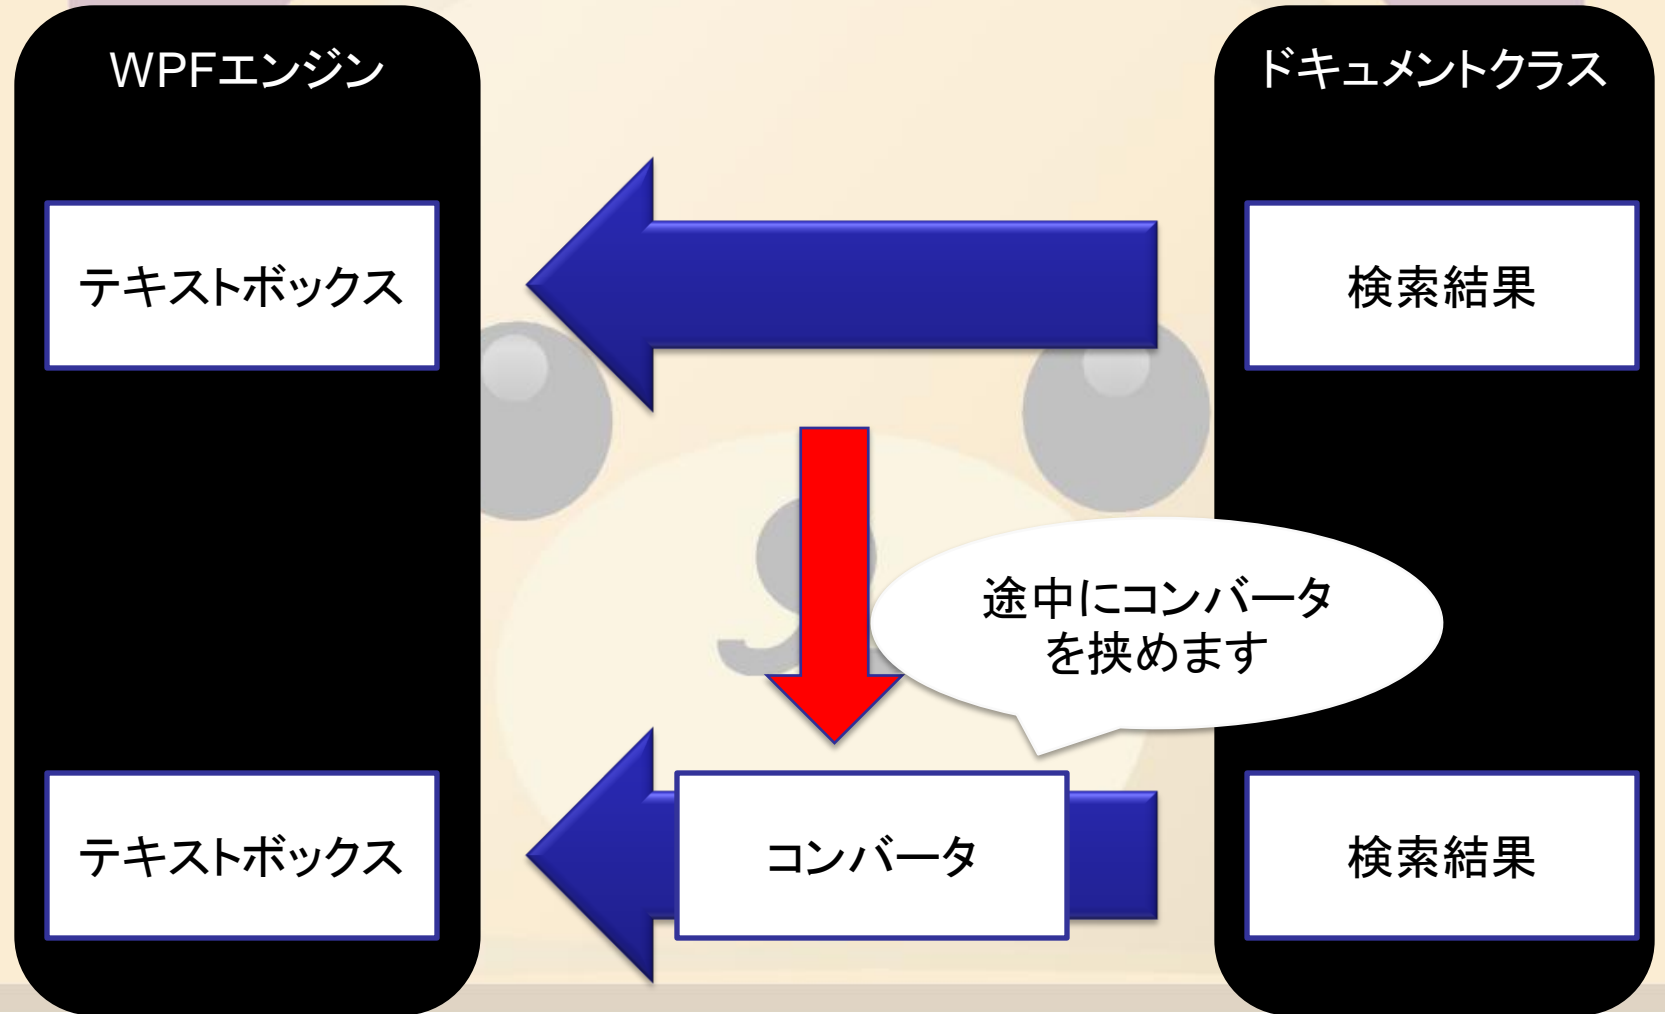 WPFエンジン
ドキュメントクラス
テキストボックス
検索結果
途中にコンバータ
を挟めます
テキストボックス
コンバータ
検索結果